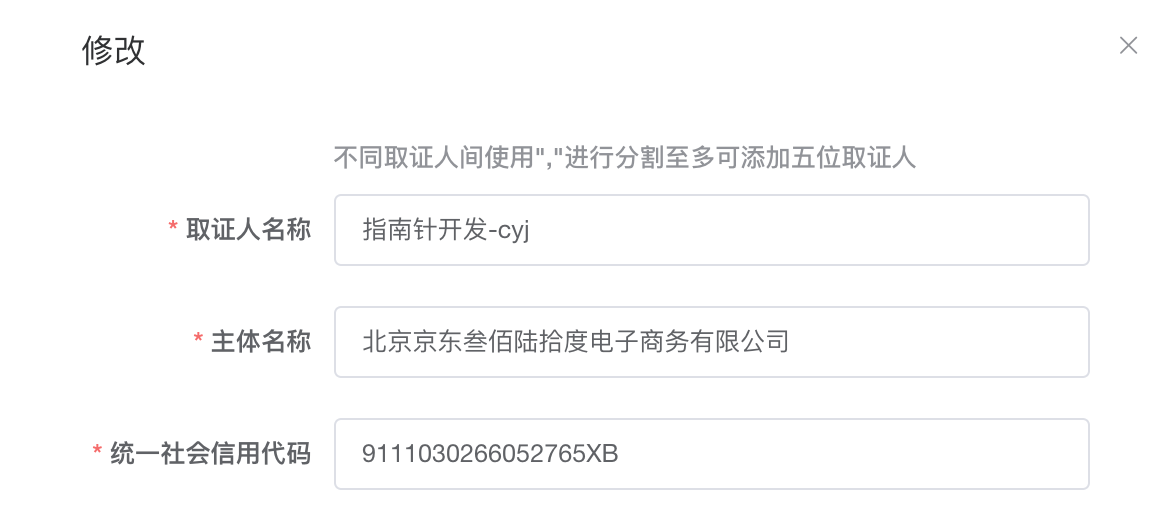 修改
不同取证人间使用","进行分割至多可添加五位取证人
* 取证人名称 指南针开发-cyj
* 主体名称 北京京东叁佰陆拾度电子商务有限公司
* 统一社会信用代码 9111030266052765XB